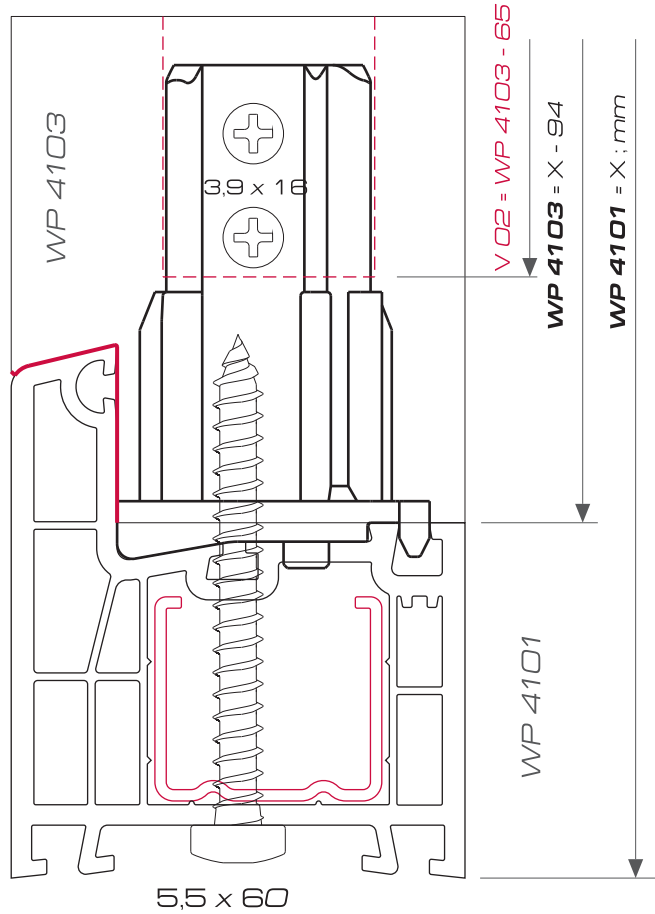 WP 4103
3,9 x 16
V 02 = WP 4103 - 65
WP 4103 = X - 94
WP 4101 = X ; mm
WP 4101
5,5 x 60